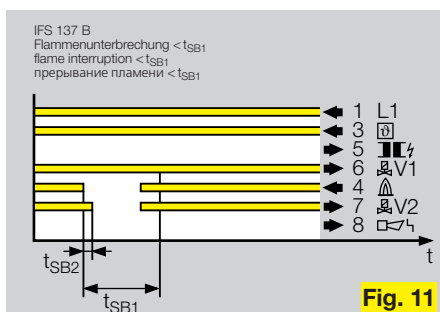 IFS 137 B
Flammenunterbrechung < tSB1
flame interruption < tSB1
прерывание пламени < tSB1
1 L1
3 ϑ
5
6 V1
4
7 V2
8
tSB2
t
tSB1
Fig. 11